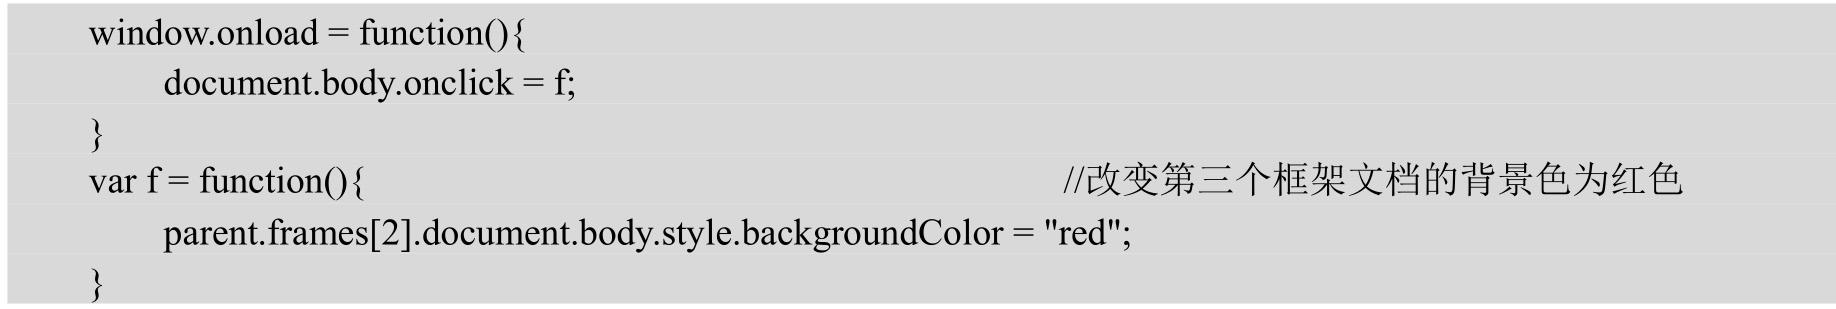 window.onload = function(){
document.body.onclick = f;
}
var f = function(){ //改变第三个框架文档的背景色为红色
parent.frames[2].document.body.style.backgroundColor = "red";
}